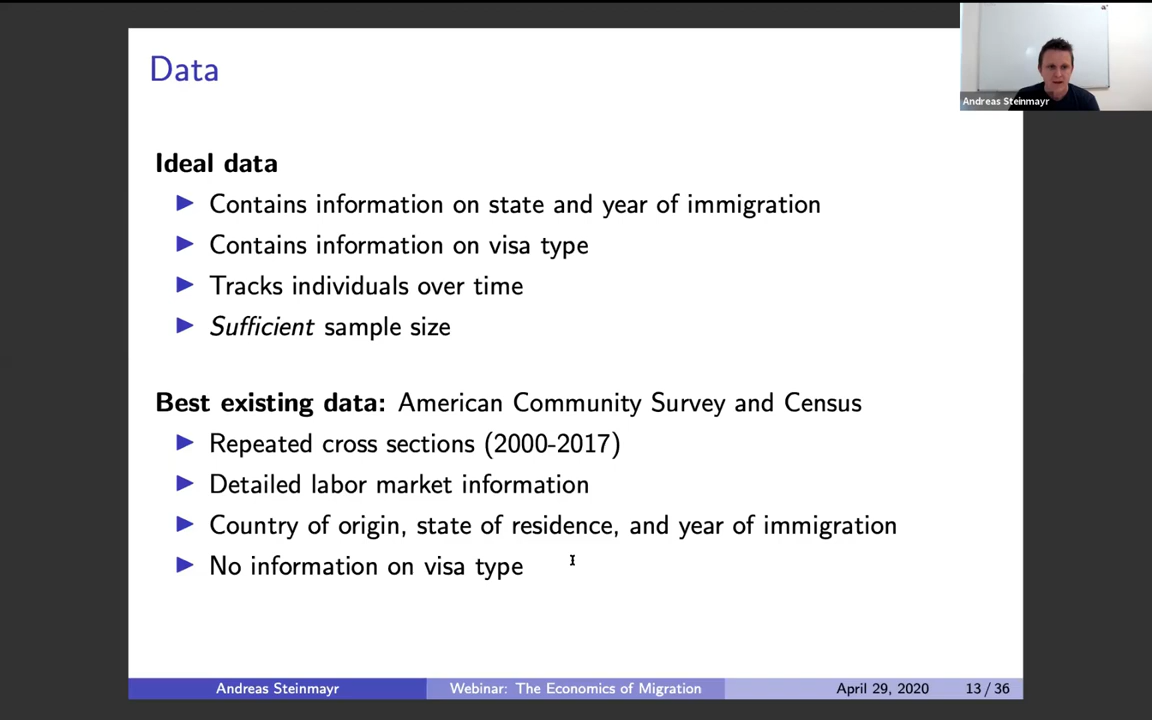 Data
Andreas Steinmayr
Ideal data
Contains information on state and year of immigration
Contains information on visa type
Tracks individuals over time
Sufficient sample size
Best existing data: American Community Survey and Census
Repeated cross sections (2000-2017)
Detailed labor market information
Country of origin, state of residence, and year of immigration
No information on visa type
Andreas Steinmayr Webinar: The Economics of Migration April 29, 2020 13 / 36